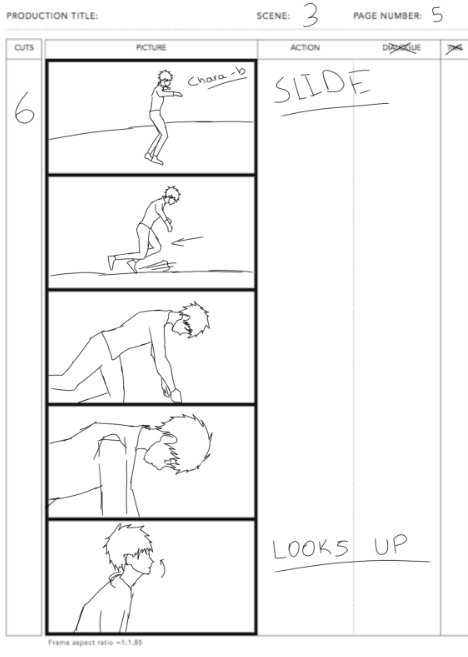 PRODUCTION TITLE: SCENE: 3 PAGE NUMBER: 5
CUTS PICTURE ACTION DIALOGUE TIME
6
Chara-b
SLIDE
LOOKS UP
Frame aspect ratio =1:1.85